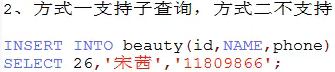 2、方式一支持子查询，方式二不支持
INSERT INTO beauty(id,NAME,phone)
SELECT 26,'宋茜','11809866';